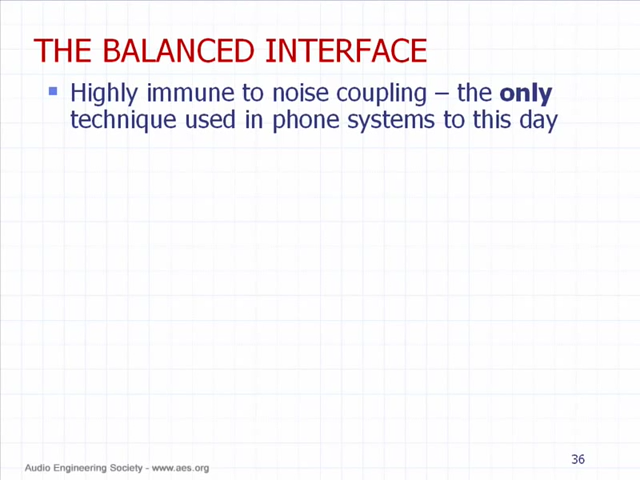 THE BALANCED INTERFACE
Highly immune to noise coupling – the only
technique used in phone systems to this day
36
Audio Engineering Society - www.aes.org